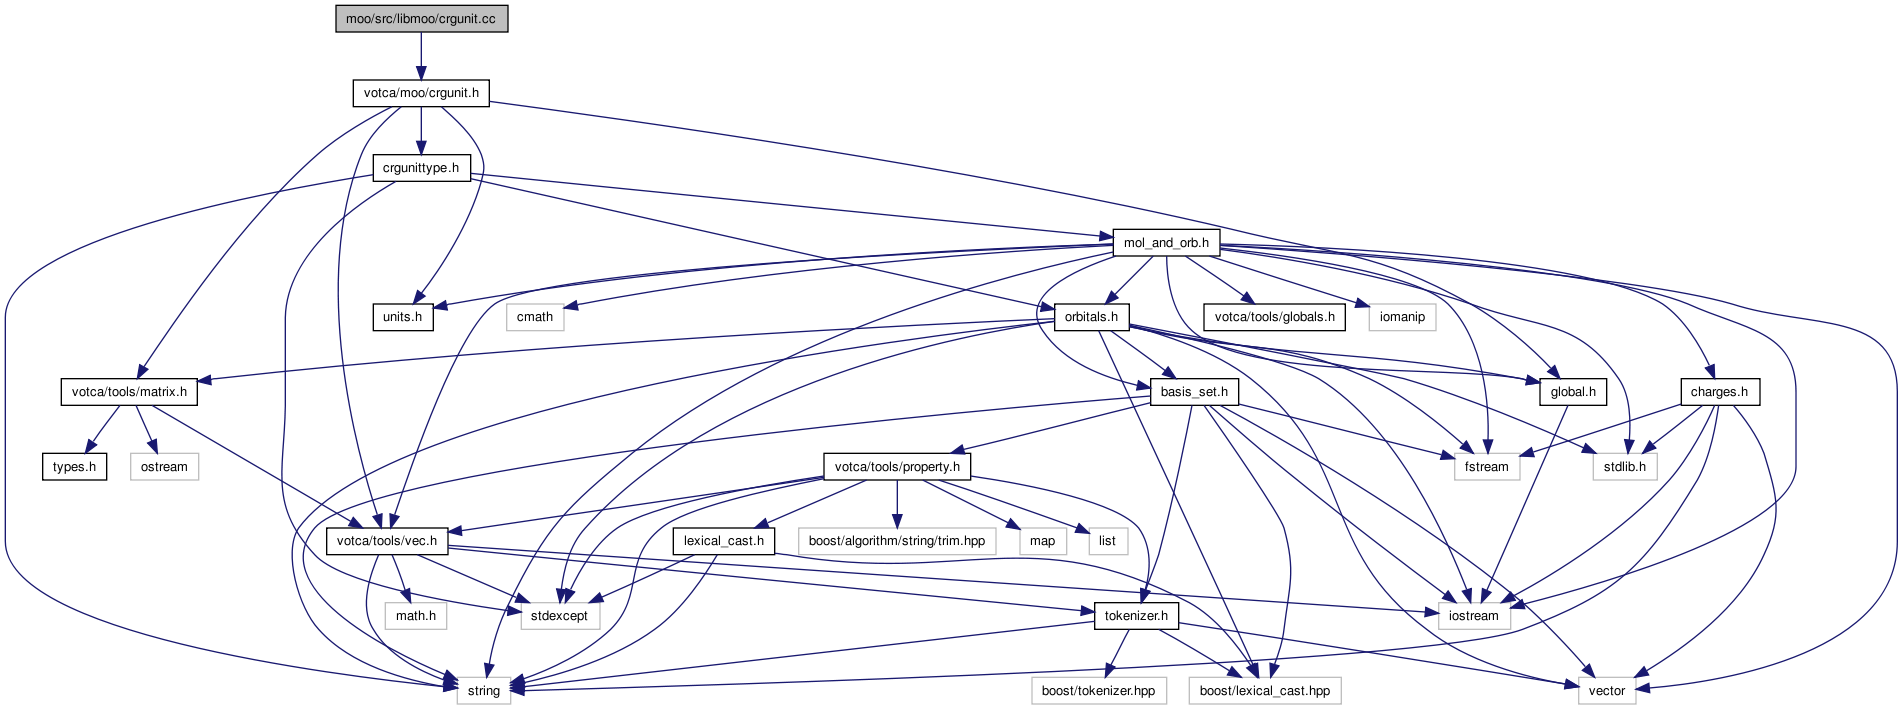 moo/src/libmoo/crgunit.cc
votca/moo/crgunit.h
crgunittype.h
mol_and_orb.h
units.h
cmath
orbitals.h
votca/tools/globals.h
iomanip
votca/tools/matrix.h
basis_set.h
global.h
charges.h
types.h
ostream
votca/tools/property.h
fstream
stdlib.h
votca/tools/vec.h
lexical_cast.h
boost/algorithm/string/trim.hpp
map
list
math.h
stdexcept
tokenizer.h
iostream
string
boost/tokenizer.hpp
boost/lexical_cast.hpp
vector